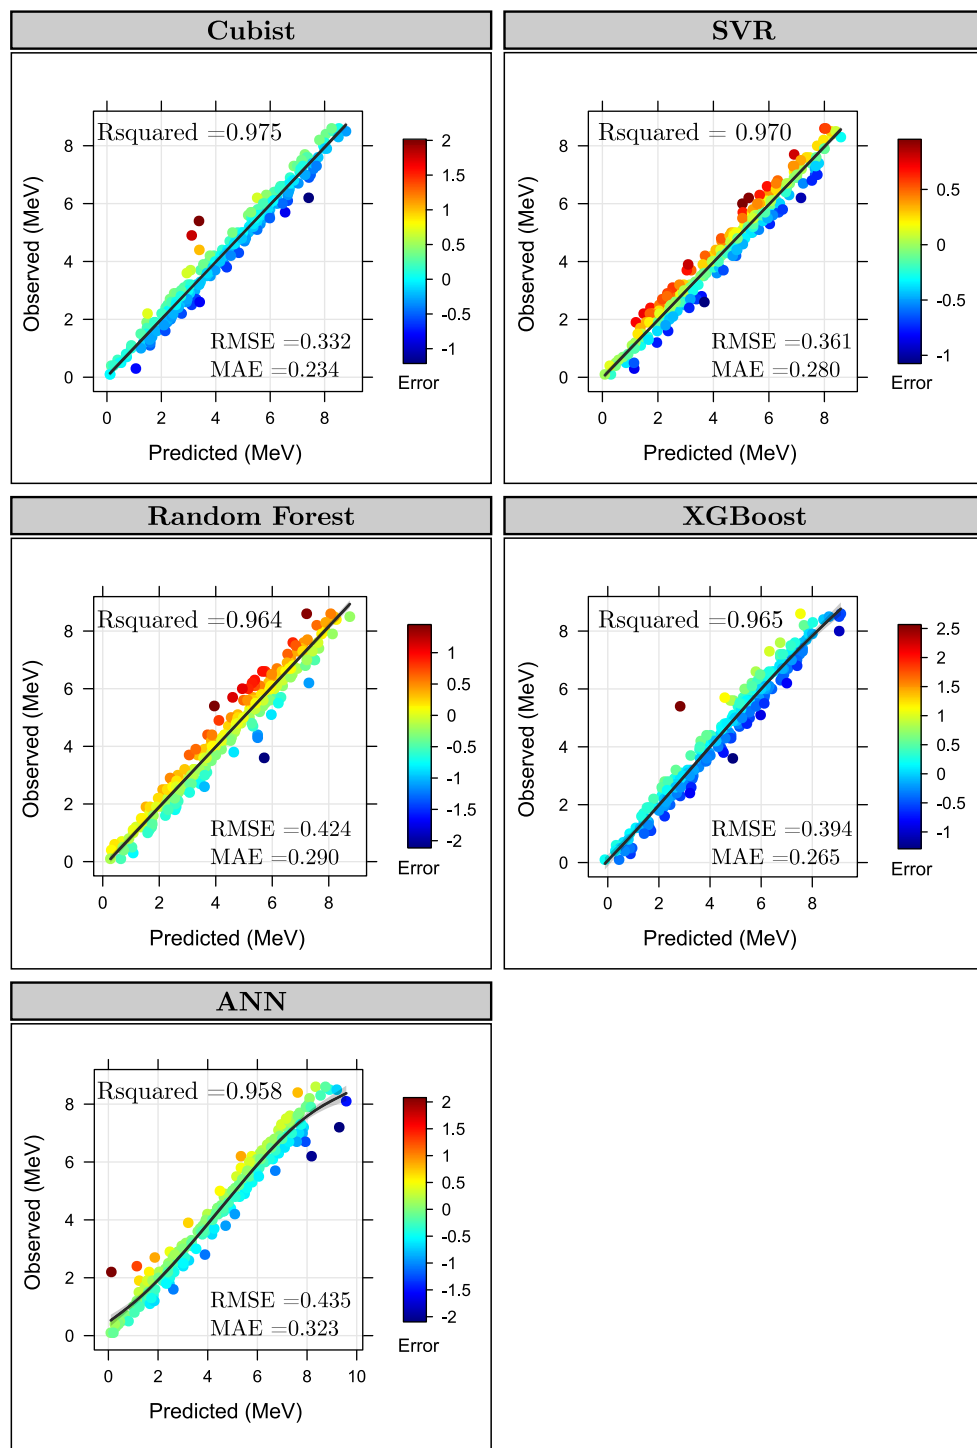 Cubist
Rsquared =0.975
RMSE =0.332
MAE =0.234
0
2
4
6
8
0
2
4
6
8
Observed (MeV)
Predicted (MeV)
2
1.5
1
0.5
0
-0.5
-1
Error
SVR
Rsquared = 0.970
RMSE =0.361
MAE =0.280
0
2
4
6
8
0
2
4
6
8
Observed (MeV)
Predicted (MeV)
0.5
0
-0.5
-1
Error
Random Forest
Rsquared =0.964
RMSE =0.424
MAE =0.290
0
2
4
6
8
0
2
4
6
8
Observed (MeV)
Predicted (MeV)
1
0.5
0
-0.5
-1
-1.5
-2
Error
XGBoost
Rsquared =0.965
RMSE =0.394
MAE =0.265
0
2
4
6
8
0
2
4
6
8
Observed (MeV)
Predicted (MeV)
2.5
2
1.5
1
0.5
0
-0.5
-1
Error
ANN
Rsquared =0.958
RMSE =0.435
MAE =0.323
0
2
4
6
8
0
2
4
6
8
10
Observed (MeV)
Predicted (MeV)
2
1.5
1
0.5
0
-0.5
-1
-1.5
-2
Error